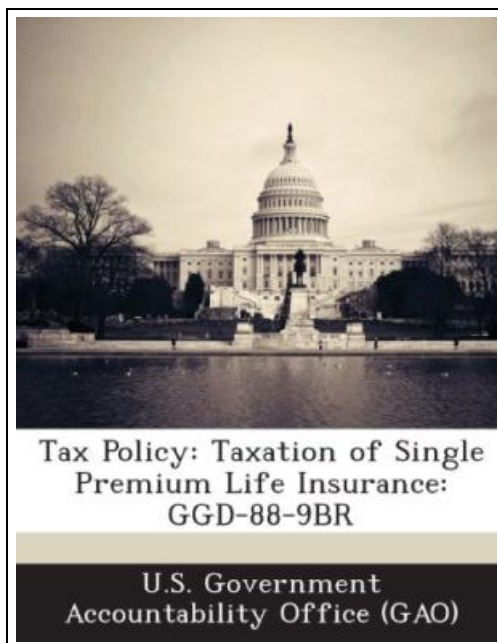 Tax Policy: Taxation of Single
Premium Life Insurance:
GGD-88-9BR
U.S. Government
Accountability Office (GAO)